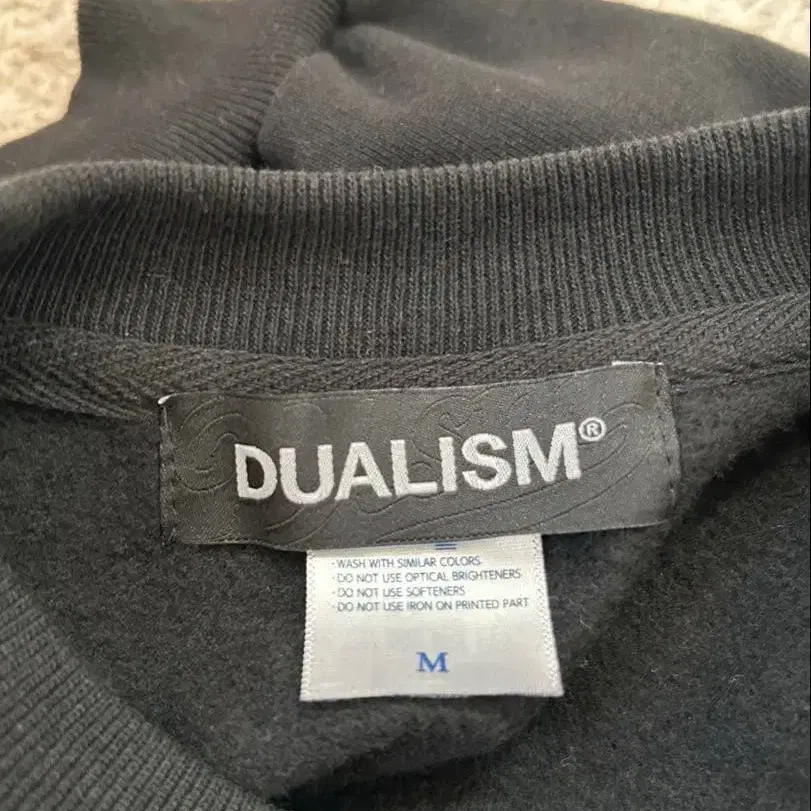 DUALISM®
· WASH WITH SIMILAR COLORS
· DO NOT USE OPTICAL BRIGHTENERS
· DO NOT USE SOFTENERS
· DO NOT USE IRON ON PRINTED PART
M